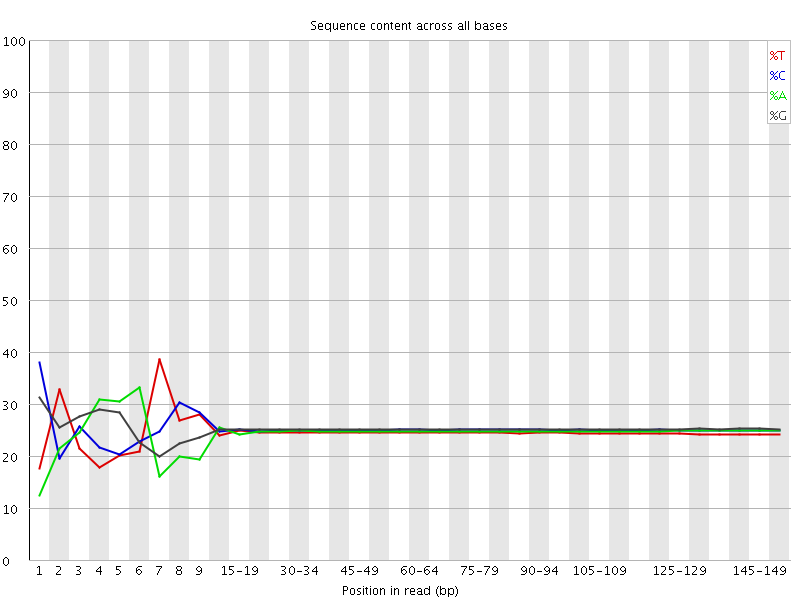 Sequence content across all bases
100
90
80
70
60
50
40
30
20
10
0
%T
%C
%A
%G
1 2 3 4 5 6 7 8 9 15-19 30-34 45-49 60-64 75-79 90-94 105-109 125-129 145-149
Position in read (bp)